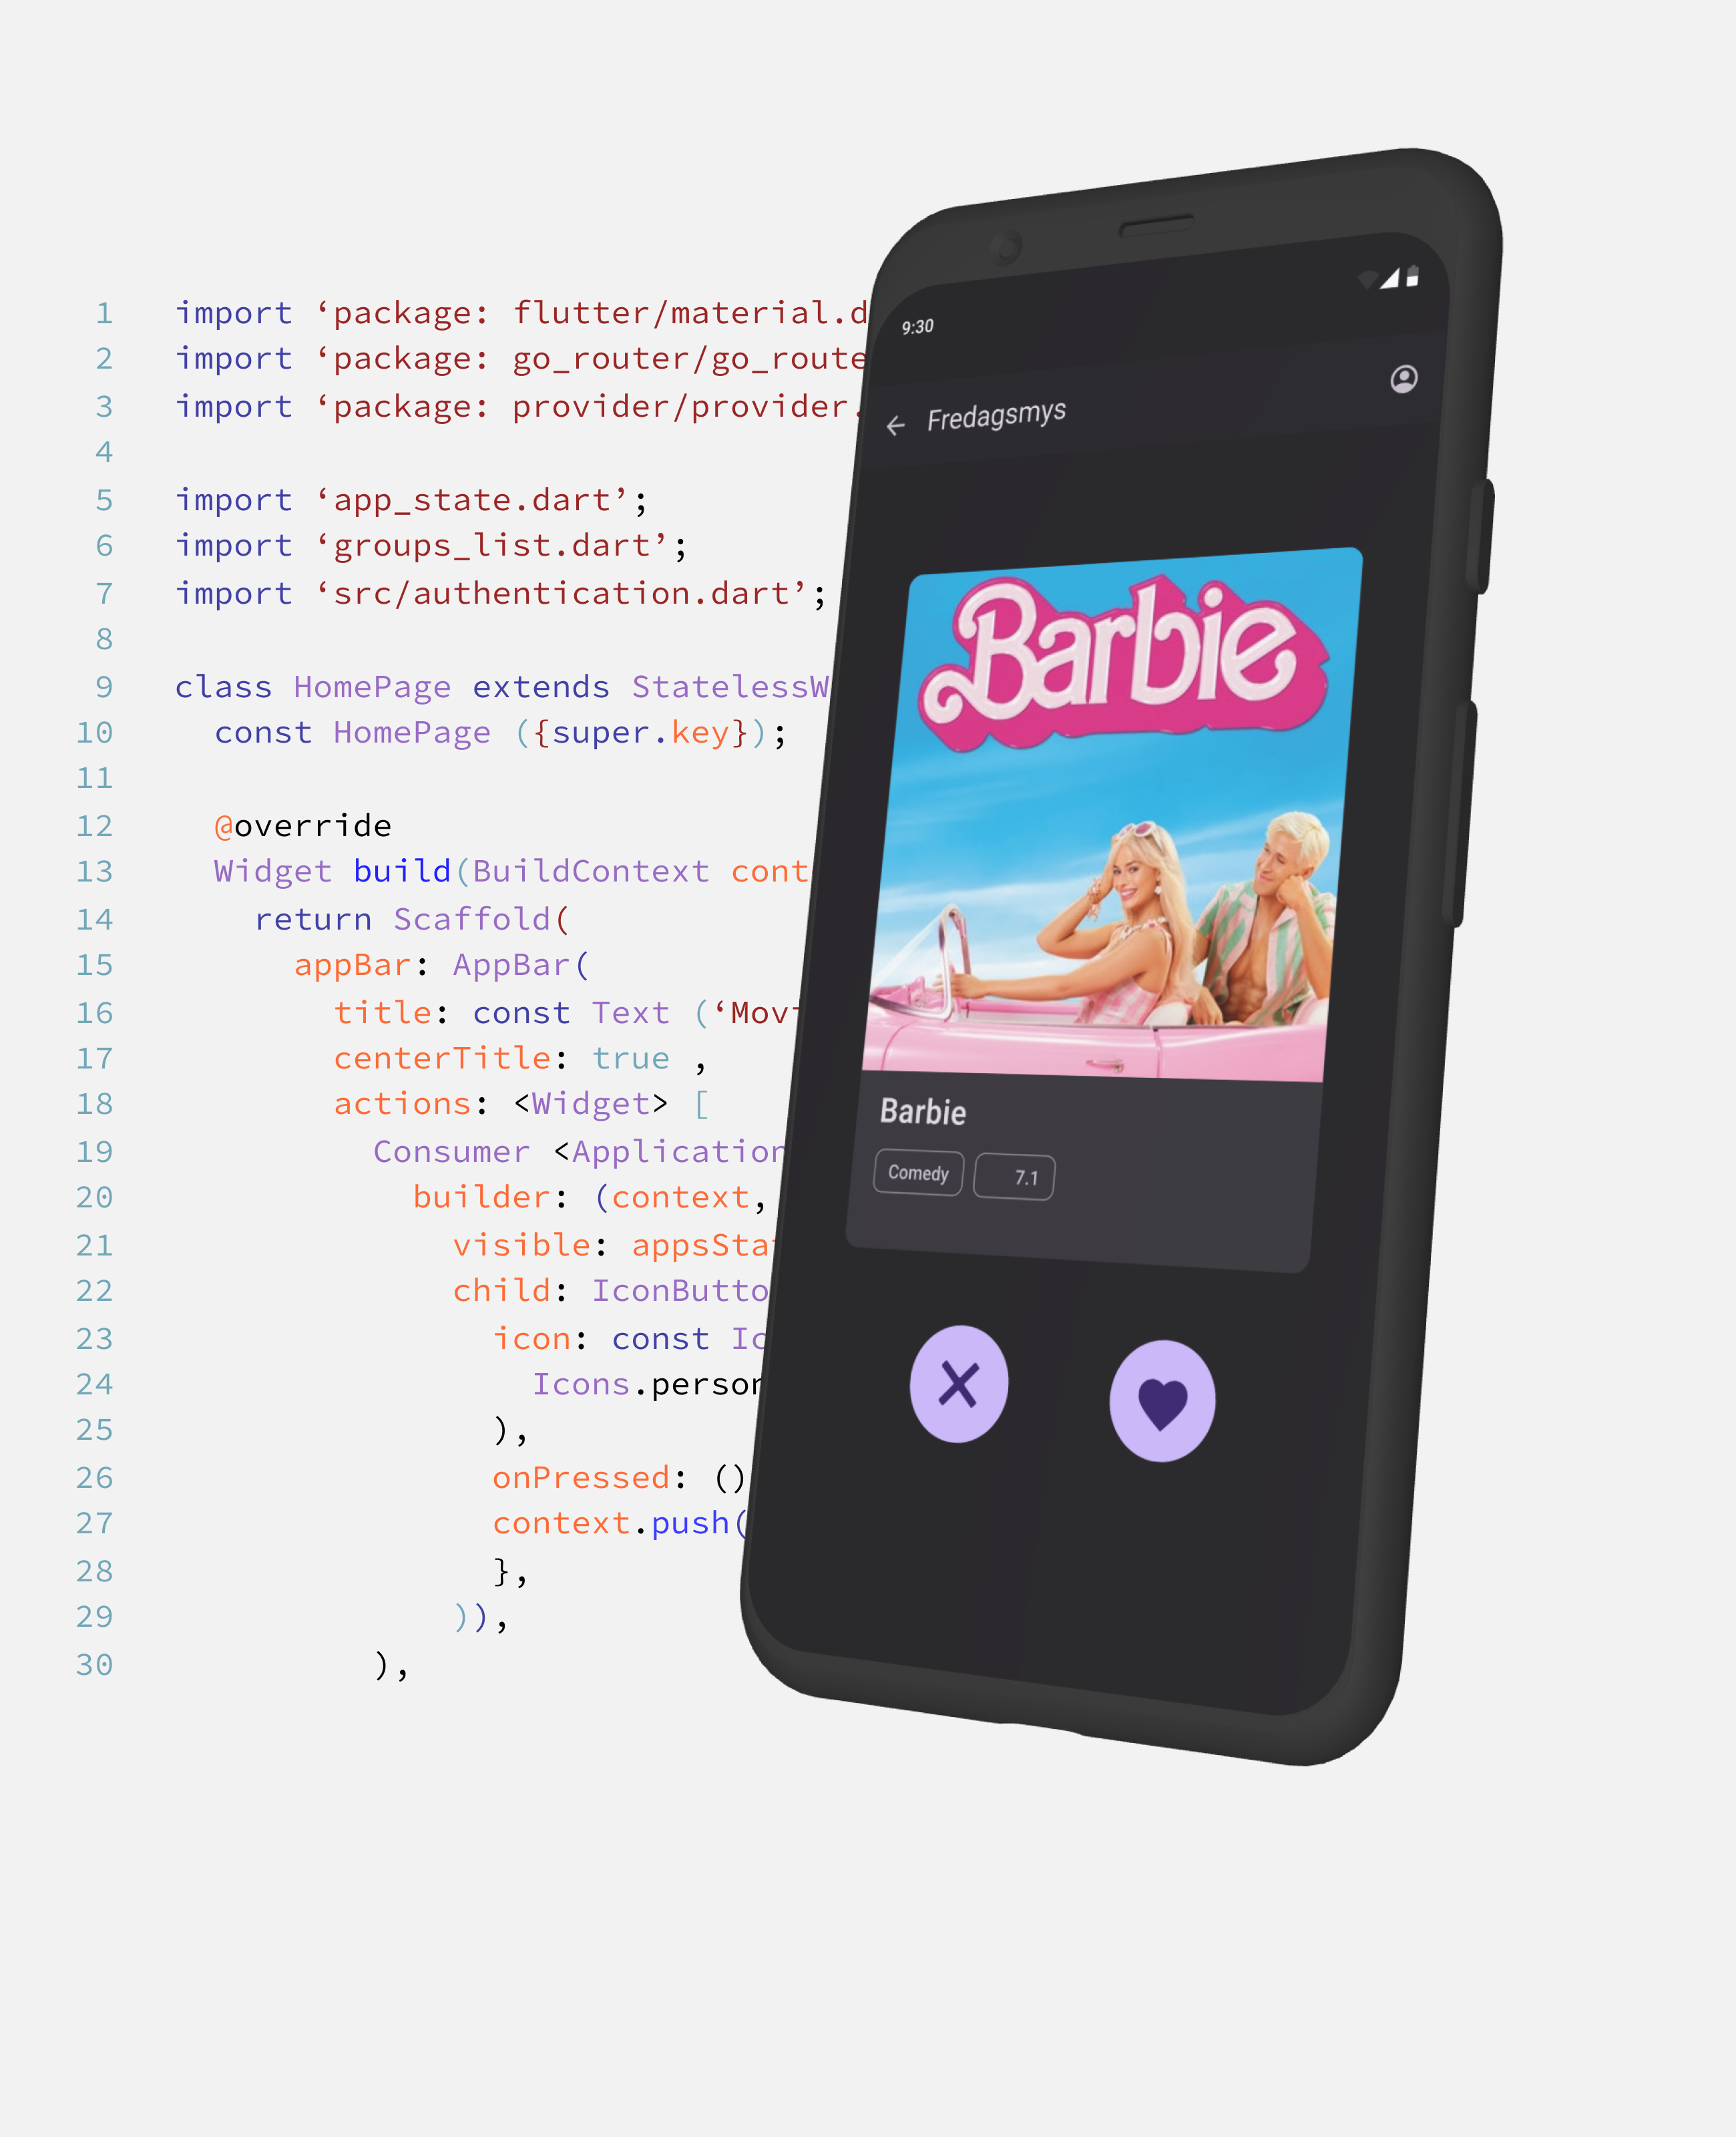 1 import ‘package: flutter/material.d
2 import ‘package: go_router/go_route
3 import ‘package: provider/provider.
4
5 import ‘app_state.dart’;
6 import ‘groups_list.dart’;
7 import ‘src/authentication.dart’;
8
9 class HomePage extends StatelessW
10 const HomePage ({super.key});
11
12 @override
13 Widget build(BuildContext cont
14 return Scaffold(
15 appBar: AppBar(
16 title: const Text (‘Movi
17 centerTitle: true ,
18 actions: <Widget> [
19 Consumer <Application
20 builder: (context,
21 visible: appsSta
22 child: IconButto
23 icon: const Ic
24 Icons.person
25 ),
26 onPressed: ()
27 context.push(
28 },
29 )),
30 ),
9:30
Fredagsmys
Barbie
Barbie
Comedy 7.1